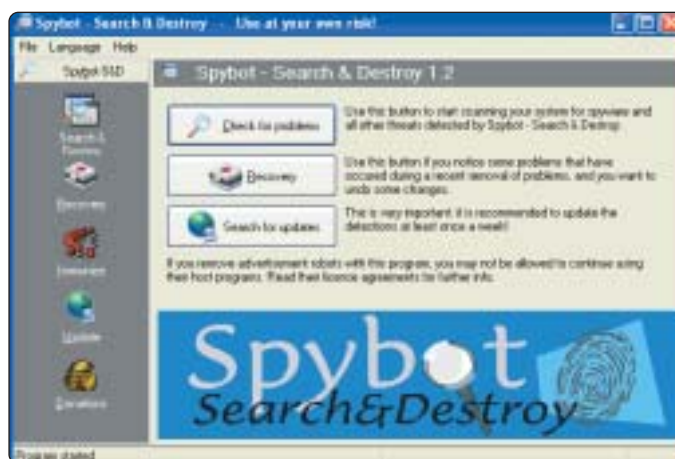 Spybot - Search & Destroy - Use at your own risk!
File Language Help
Spybot-S&D
Spybot - Search & Destroy 1.2
Check for problems
Use this button to start scanning your system for spyware and
all other threats detected by Spybot - Search & Destroy.
Recovery
Use this button if you notice some problems that have
occured during a recent removal of problems, and you want to
undo some changes.
Search for updates
This is very important: it is recommended to update the
detections at least once a week!
If you remove advertisement robots with this program, you may not be allowed to continue using
their host programs. Read their licence agreements for further info.
Search &
Destroy
Recovery
Immunize
Update
Donations
Spybot
Search&Destroy
Program started.